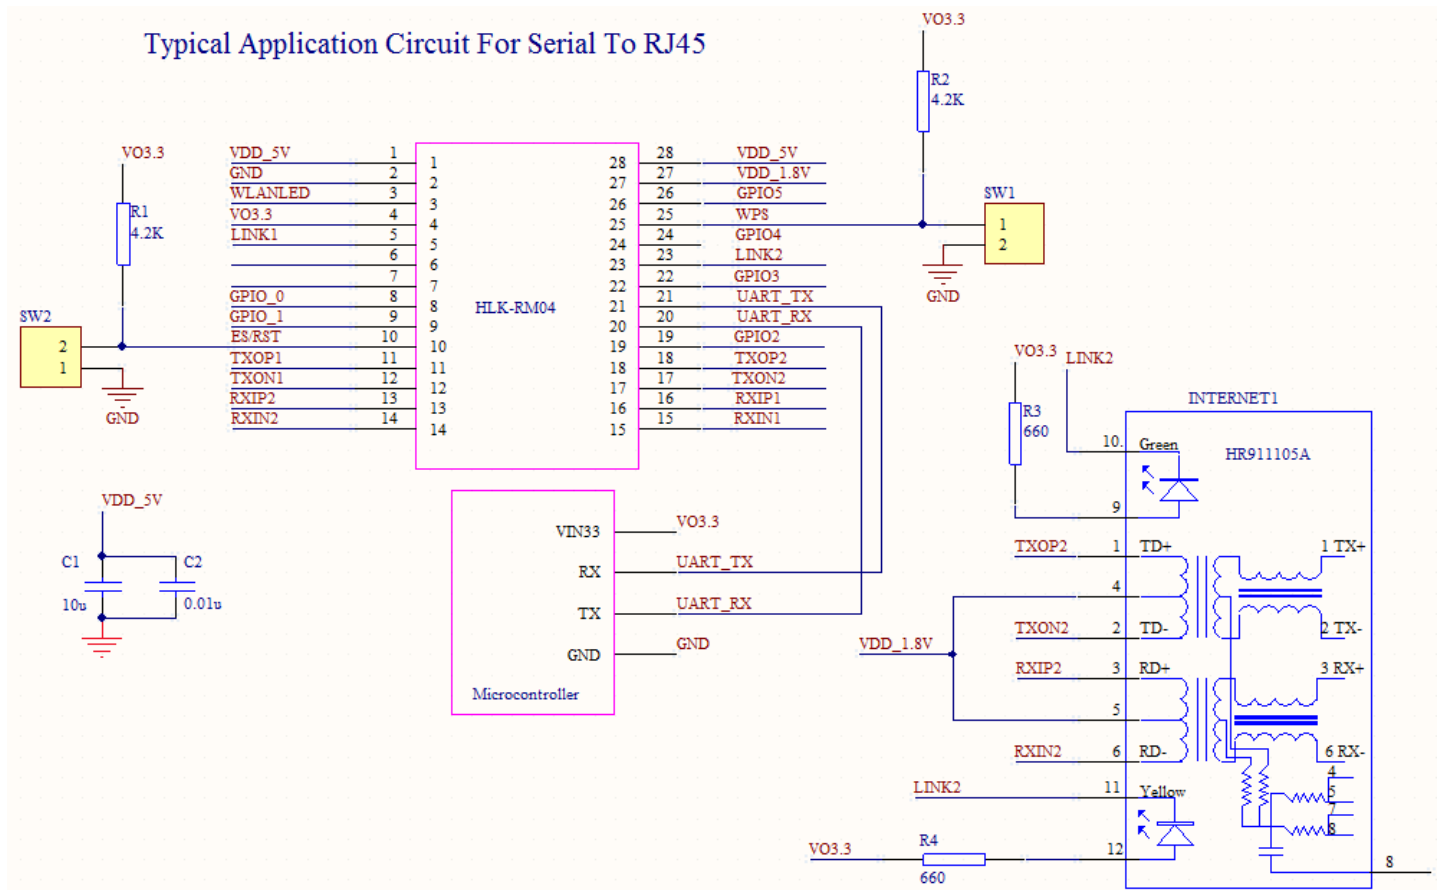 Typical Application Circuit For Serial To RJ45
VO3.3
R2
4.2K
VO3.3
R1
4.2K
VDD_5V 1 1
GND 2 2
WLANLED 3 3
VO3.3 4 4
LINK1 5 5
6 6
7 7
GPIO_0 8 8
GPIO_1 9 9
ES/RST 10 10
TXOP1 11 11
TXON1 12 12
RXIP2 13 13
RXIN2 14 14
HLK-RM04
28 28 VDD_5V
27 27 VDD_1.8V
26 26 GPIO5
25 25 WPS
24 24 GPIO4
23 23 LINK2
22 22 GPIO3
21 21 UART_TX
20 20 UART_RX
19 19 GPIO2
18 18 TXOP2
17 17 TXON2
16 16 RXIP1
15 15 RXIN1
SW1
1
2
GND
SW2
2
1
GND
VDD_5V
C1
10u
C2
0.01u
VIN33 VO3.3
RX UART_TX
TX UART_RX
GND GND
Microcontroller
VO3.3
LINK2
R3
660
INTERNET1
HR911105A
10. Green
9
TXOP2 1 TD+ 1 TX+
4
TXON2 2 TD- 2 TX-
VDD_1.8V
RXIP2 3 RD+ 3 RX+
5
RXIN2 6 RD- 6 RX-
4
5
7
8
LINK2 11 Yellow
VO3.3
R4
660
12
8